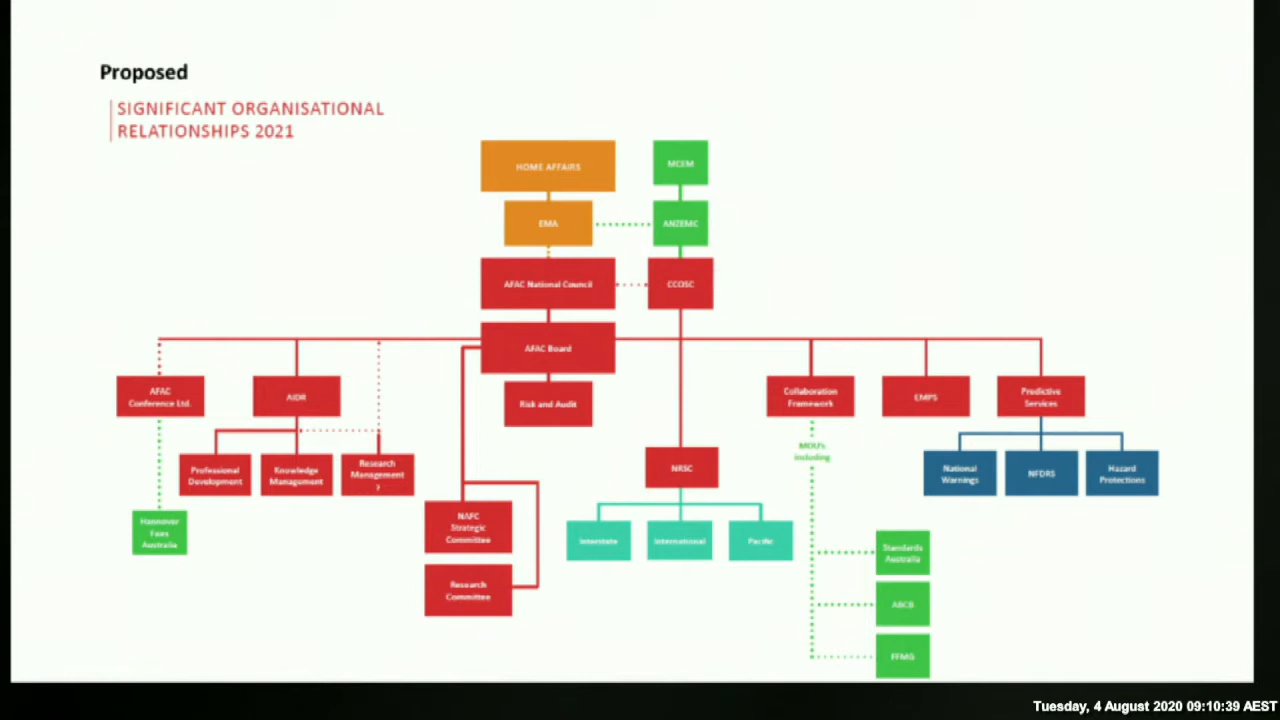 Proposed
SIGNIFICANT ORGANISATIONAL
RELATIONSHIPS 2021
HOME AFFAIRS
MCEM
EMA
ANZEMC
AFAC National Council
CCOSC
AFAC Board
Risk and Audit
AFAC
Conference Ltd.
AIDR
Collaboration
Framework
EMPS
Predictive
Services
Professional
Development
Knowledge
Management
Research
Management
?
NRSC
MOU's
including
National
Warnings
NFDRS
Hazard
Protections
Hannover
Fairs
Australia
NAFC
Strategic
Committee
Interstate
International
Pacific
Research
Committee
Standards
Australia
ABCB
FFMG
Tuesday, 4 August 2020 09:10:39 AEST